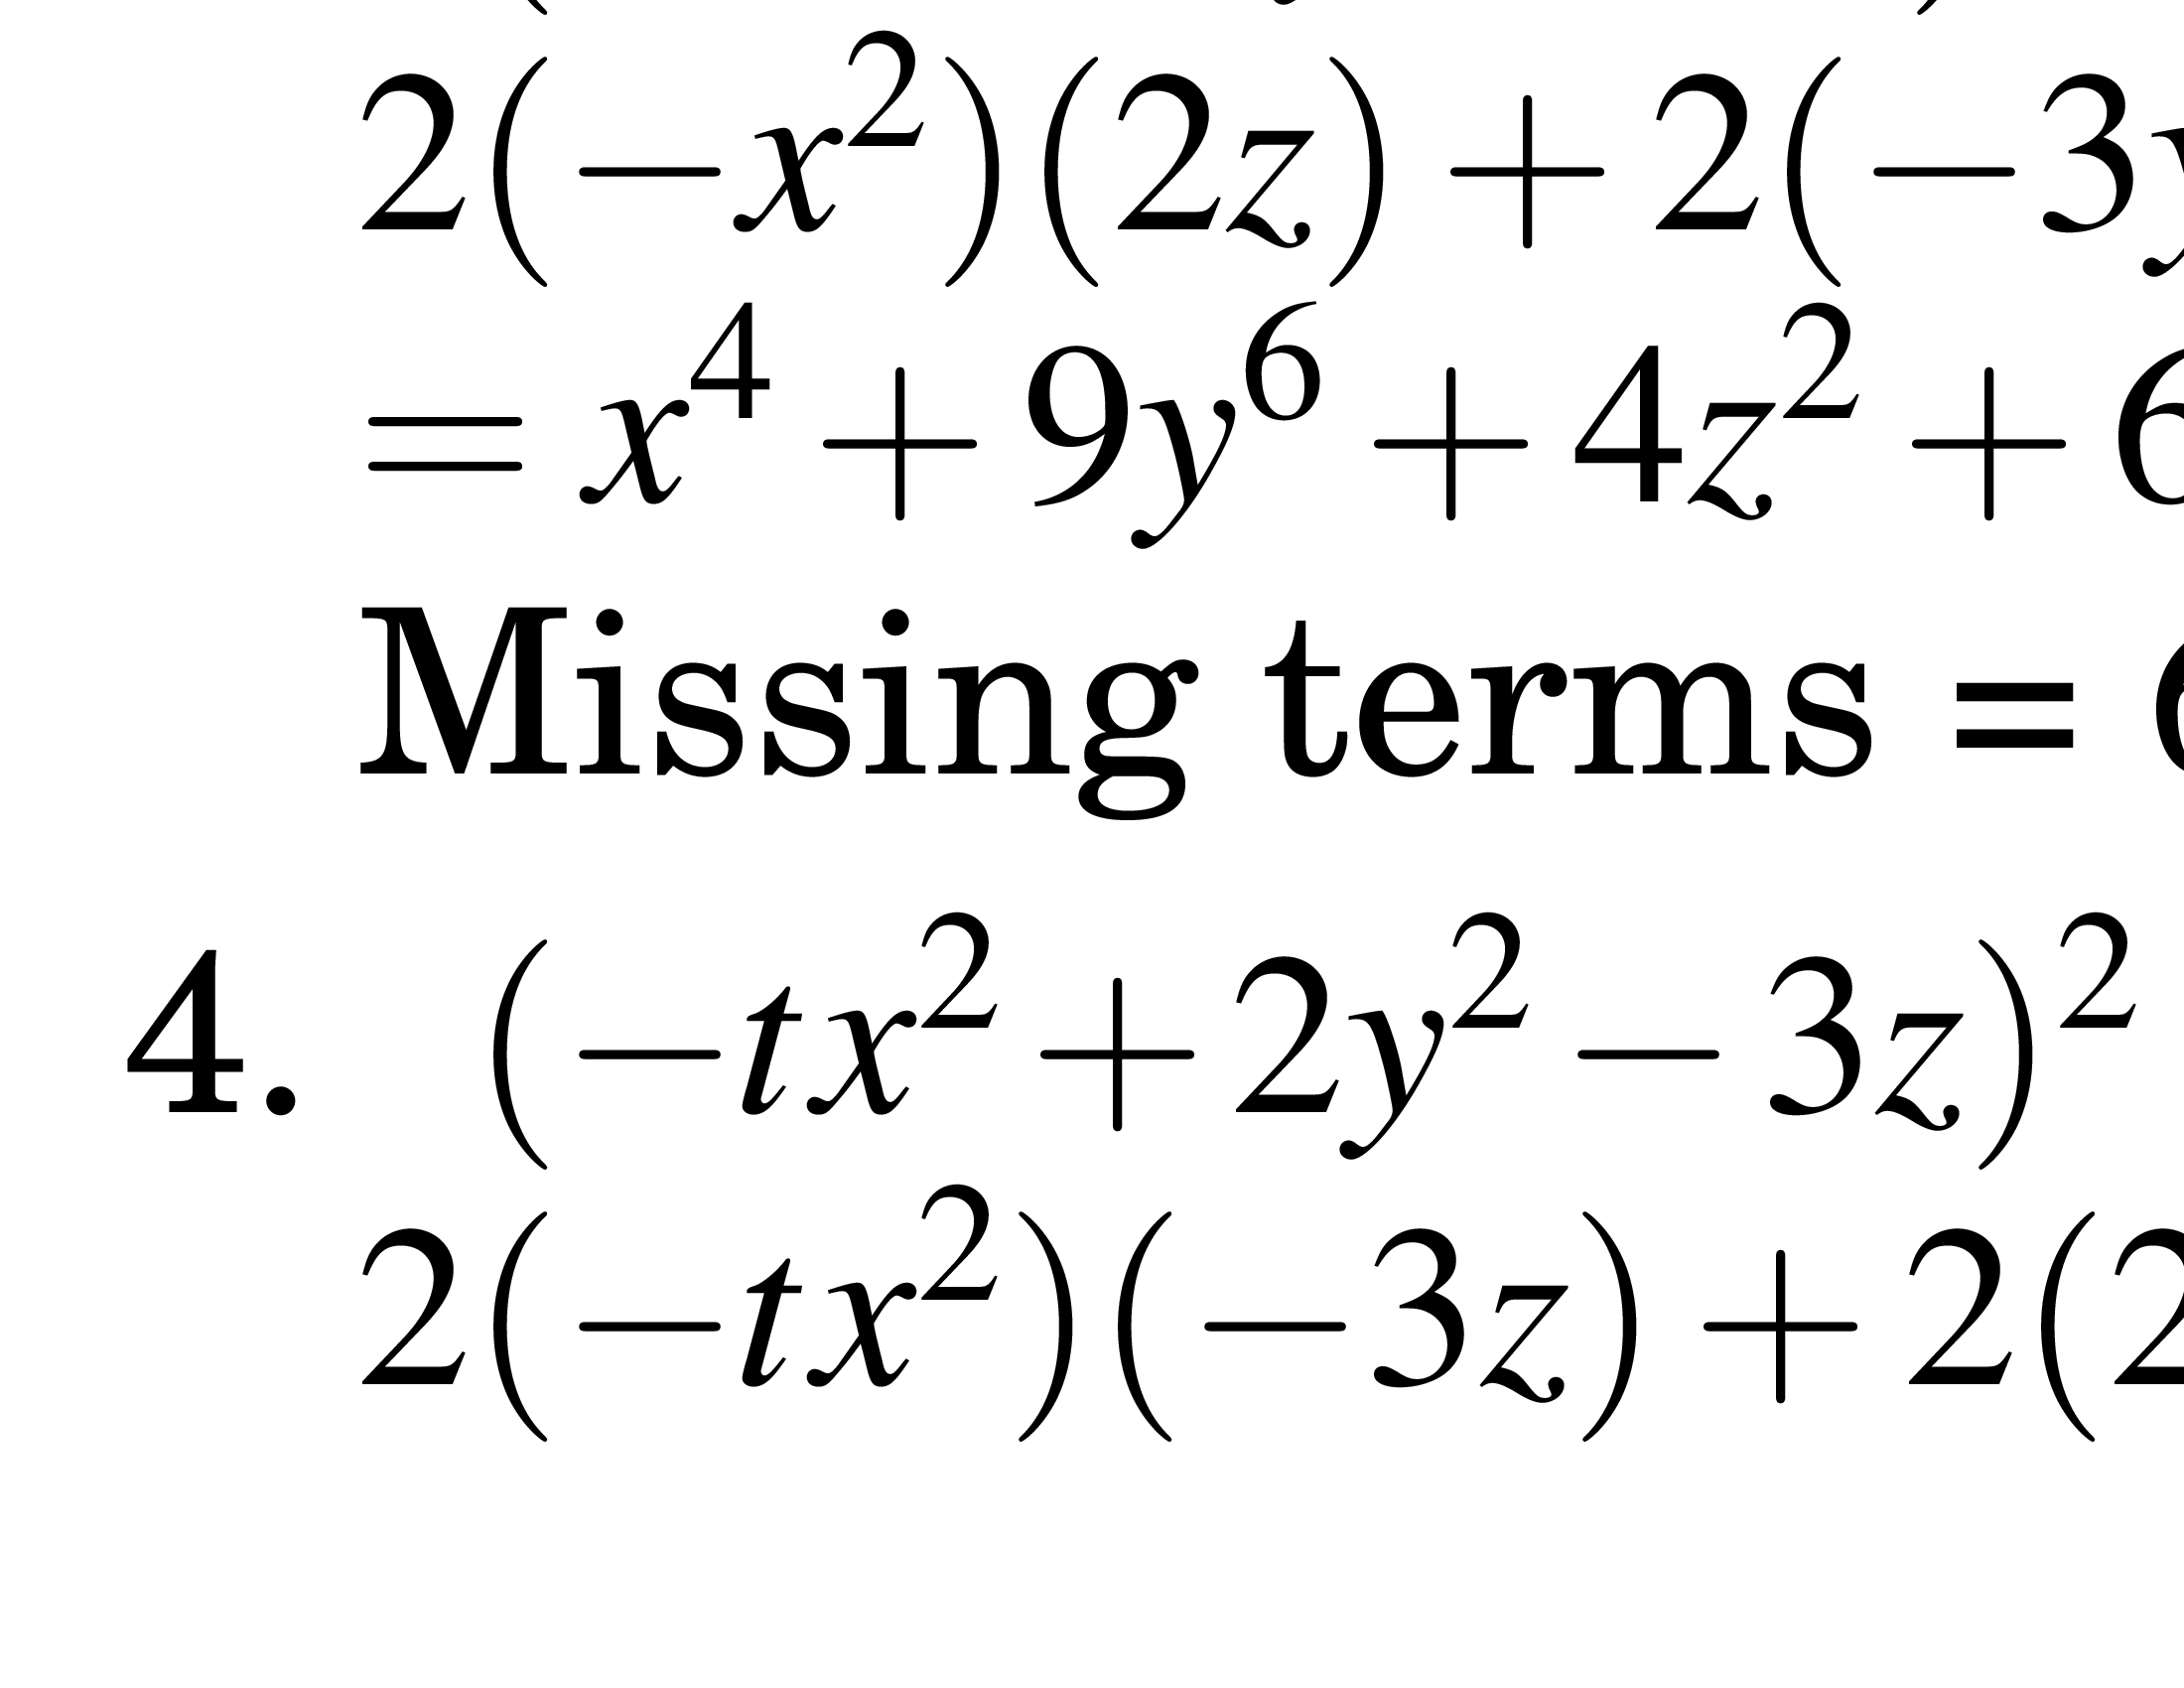 2(−x²)(2z) + 2(−3y
= x⁴ + 9y⁶ + 4z² + 6
Missing terms =
4. (−tx² + 2y² − 3z)²
2(−tx²)(−3z) + 2(2